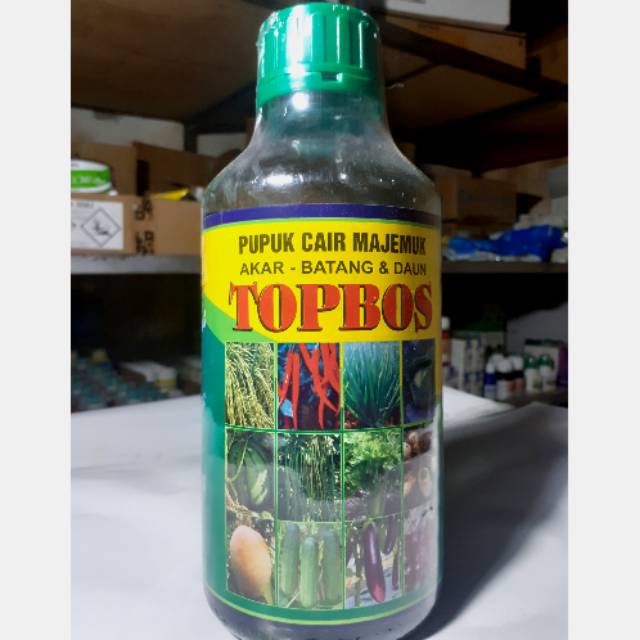 PUPUK CAIR MAJEMUK
AKAR - BATANG & DAUN
TOPBOS